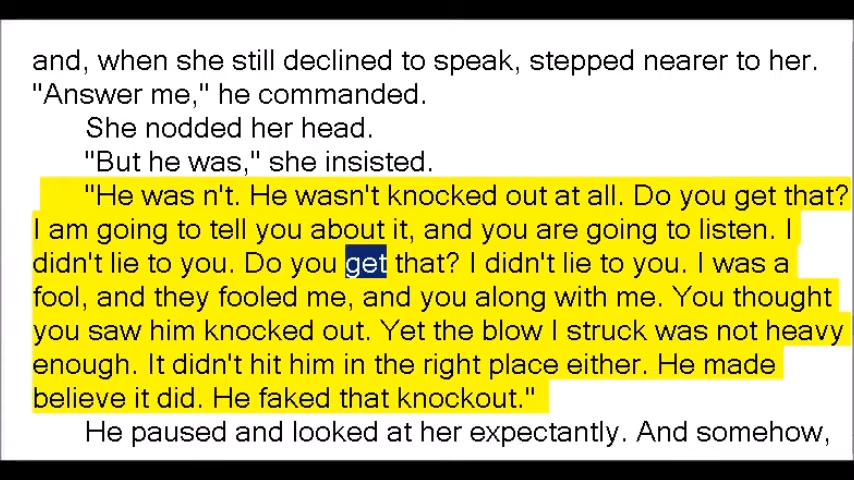 and, when she still declined to speak, stepped nearer to her.
"Answer me," he commanded.
She nodded her head.
"But he was," she insisted.
"He was n't. He wasn't knocked out at all. Do you get that?
I am going to tell you about it, and you are going to listen. I
didn't lie to you. Do you get that? I didn't lie to you. I was a
fool, and they fooled me, and you along with me. You thought
you saw him knocked out. Yet the blow I struck was not heavy
enough. It didn't hit him in the right place either. He made
believe it did. He faked that knockout."
He paused and looked at her expectantly. And somehow,